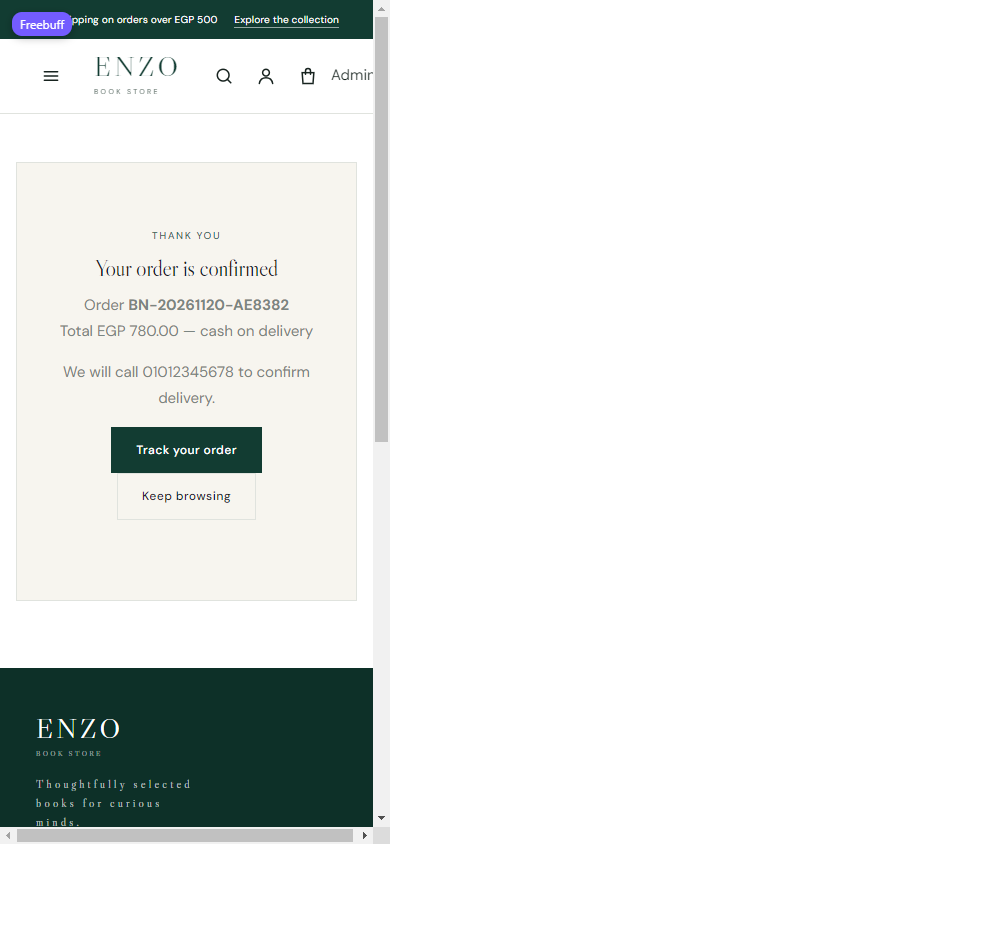 Freebuff
pping on orders over EGP 500 Explore the collection
ENZO
BOOK STORE
Admin
THANK YOU
Your order is confirmed
Order BN-20261120-AE8382
Total EGP 780.00 — cash on delivery
We will call 01012345678 to confirm
delivery.
Track your order
Keep browsing
ENZO
BOOK STORE
Thoughtfully selected
books for curious
minds.